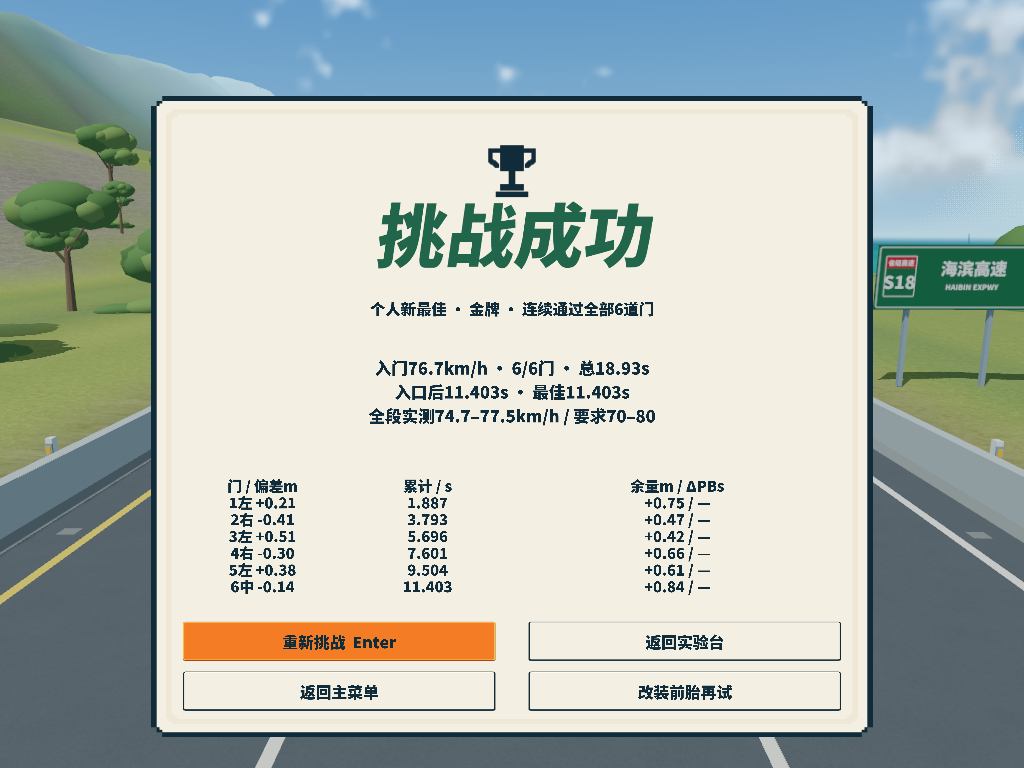 挑战成功
个人新最佳 · 金牌 · 连续通过全部6道门
入门76.7km/h · 6/6门 · 总18.93s
入口后11.403s · 最佳11.403s
全段实测74.7–77.5km/h / 要求70–80
门 / 偏差m 累计 / s 余量m / ΔPBs
1左 +0.21 1.887 +0.75 / —
2右 -0.41 3.793 +0.47 / —
3左 +0.51 5.696 +0.42 / —
4右 -0.30 7.601 +0.66 / —
5左 +0.38 9.504 +0.61 / —
6中 -0.14 11.403 +0.84 / —
重新挑战 Enter
返回实验台
返回主菜单
改装前胎再试
S18
海滨高速
HAIBIN EXPWY